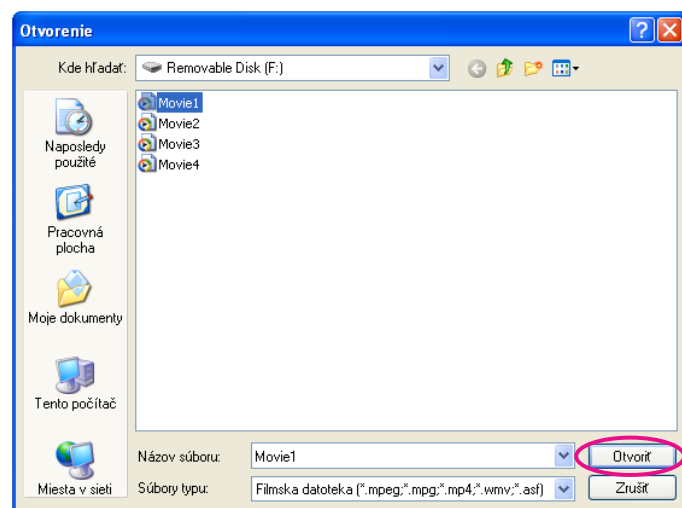 Otvorenie
Kde hľadať:
Removable Disk (F:)
Movie1
Movie2
Movie3
Movie4
Naposledy
použité
Pracovná
plocha
Moje dokumenty
Tento počítač
Miesta v sieti
Názov súboru:
Movie1
Otvoriť
Súbory typu:
Filmska datoteka (*.mpeg;*.mpg;*.mp4;*.wmv;*.asf)
Zrušiť